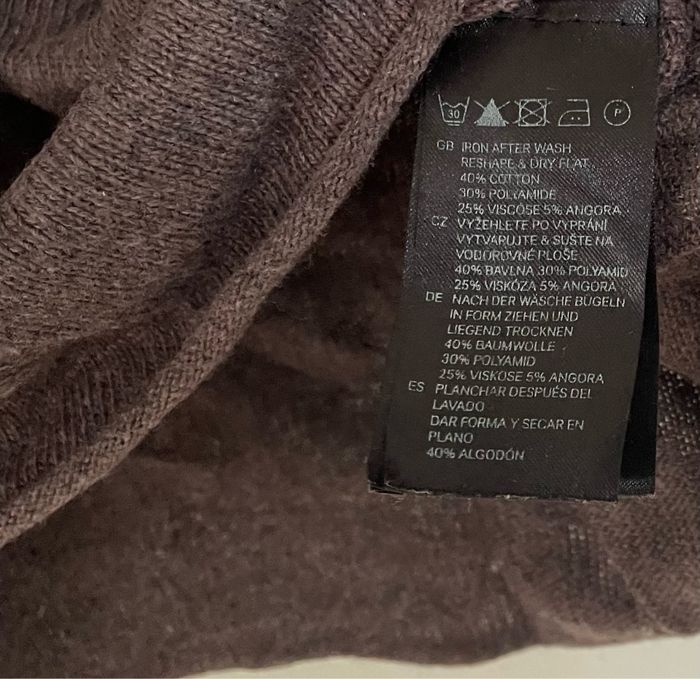 30 P
GB IRON AFTER WASH
RESHAPE & DRY FLAT
40% COTTON
30% POLYAMIDE
25% VISCOSE 5% ANGORA
CZ VYŽEHLETE PO VYPRÁNÍ
VYTVARUJTE & SUŠTE NA
VODOROVNÉ PLOŠE
40% BAVLNA 30% POLYAMID
25% VISKÓZA 5% ANGORA
DE NACH DER WÄSCHE BÜGELN
IN FORM ZIEHEN UND
LIEGEND TROCKNEN
40% BAUMWOLLE
30% POLYAMID
25% VISKOSE 5% ANGORA
ES PLANCHAR DESPUÉS DEL
LAVADO
DAR FORMA Y SECAR EN
PLANO
40% ALGODÓN